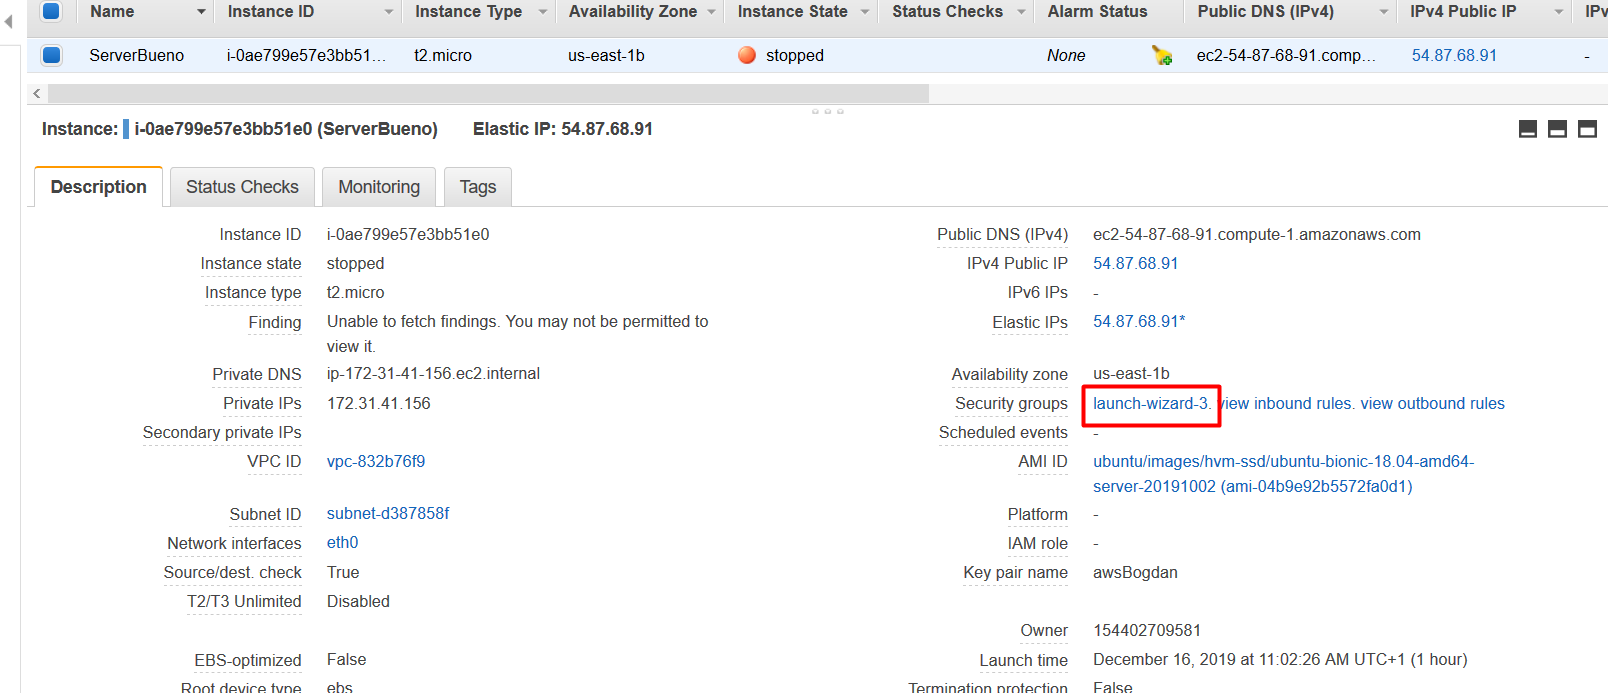 Name Instance ID Instance Type Availability Zone Instance State Status Checks Alarm Status Public DNS (IPv4) IPv4 Public IP IPv
ServerBueno i-0ae799e57e3bb51... t2.micro us-east-1b stopped None ec2-54-87-68-91.comp... 54.87.68.91 -
Instance: i-0ae799e57e3bb51e0 (ServerBueno) Elastic IP: 54.87.68.91
Description Status Checks Monitoring Tags
Instance ID i-0ae799e57e3bb51e0
Instance state stopped
Instance type t2.micro
Finding Unable to fetch findings. You may not be permitted to
view it.
Private DNS ip-172-31-41-156.ec2.internal
Private IPs 172.31.41.156
Secondary private IPs
VPC ID vpc-832b76f9
Subnet ID subnet-d387858f
Network interfaces eth0
Source/dest. check True
T2/T3 Unlimited Disabled
EBS-optimized False
Root device type ebs
Public DNS (IPv4) ec2-54-87-68-91.compute-1.amazonaws.com
IPv4 Public IP 54.87.68.91
IPv6 IPs -
Elastic IPs 54.87.68.91*
Availability zone us-east-1b
Security groups launch-wizard-3. view inbound rules. view outbound rules
Scheduled events -
AMI ID ubuntu/images/hvm-ssd/ubuntu-bionic-18.04-amd64-
server-20191002 (ami-04b9e92b5572fa0d1)
Platform -
IAM role -
Key pair name awsBogdan
Owner 154402709581
Launch time December 16, 2019 at 11:02:26 AM UTC+1 (1 hour)
Termination protection False